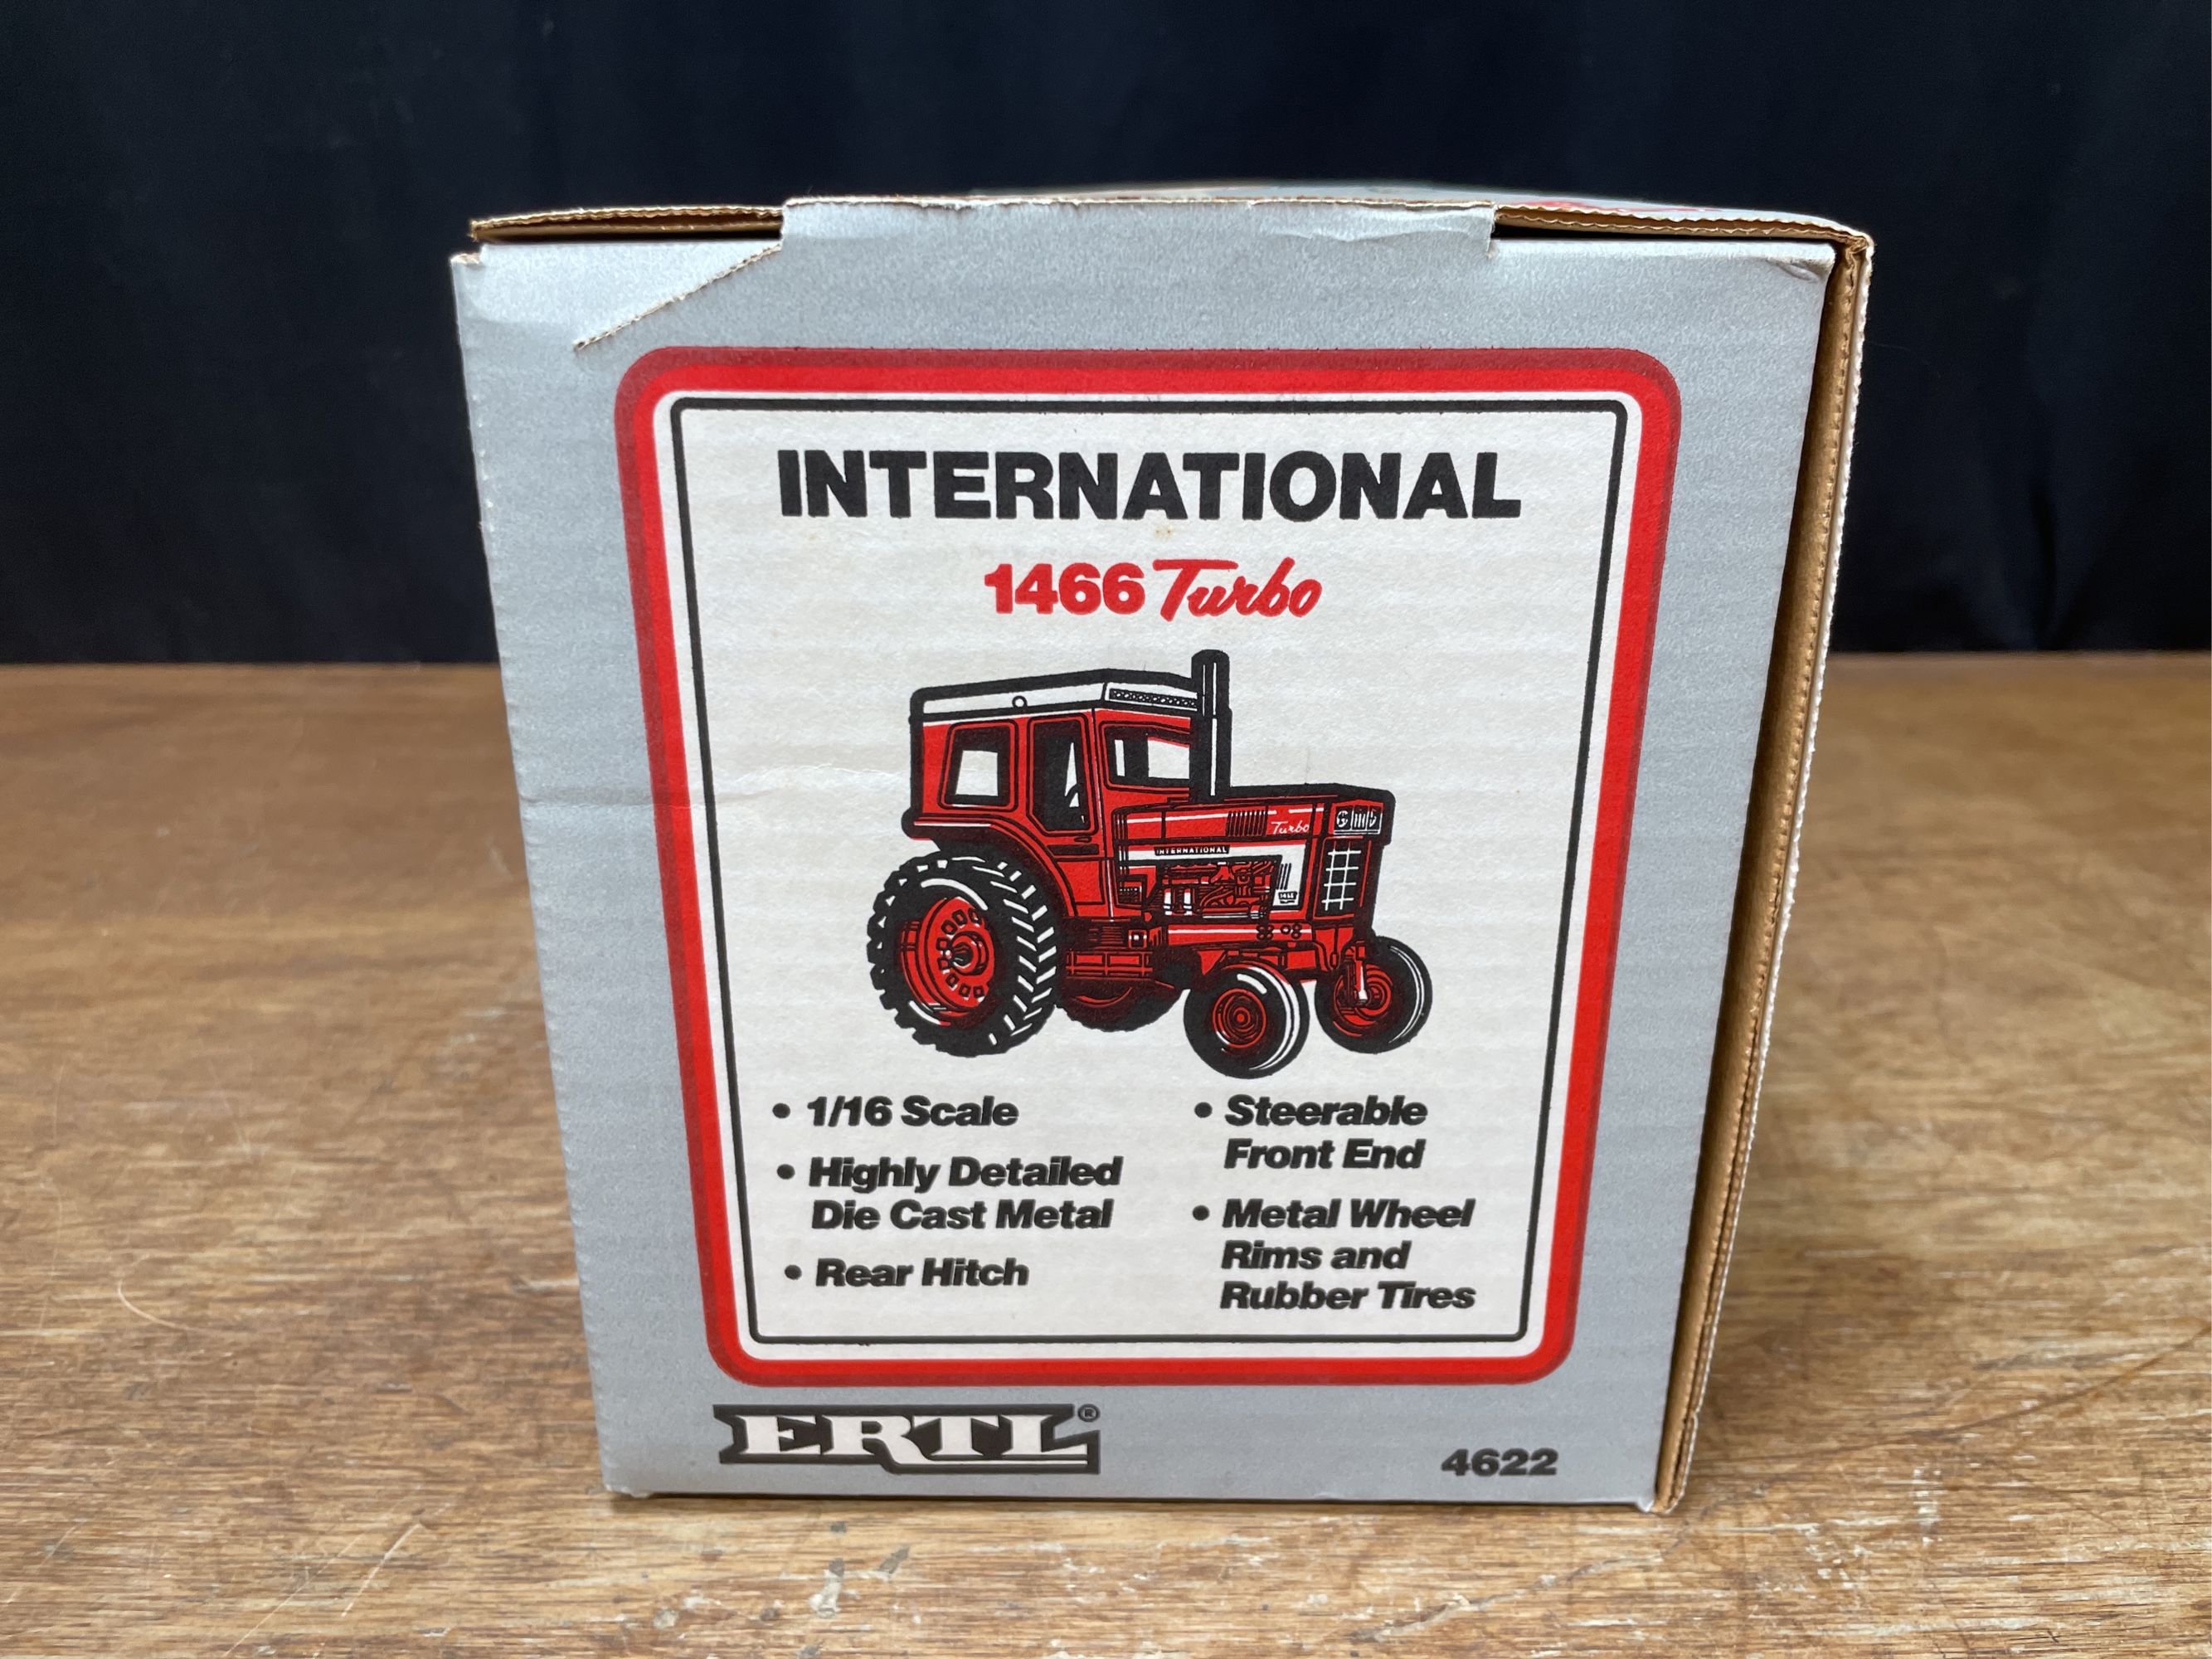 INTERNATIONAL
1466 Turbo
Turbo
INTERNATIONAL
1466
• 1/16 Scale
• Highly Detailed
Die Cast Metal
• Rear Hitch
• Steerable
Front End
• Metal Wheel
Rims and
Rubber Tires
ERTL®
4622